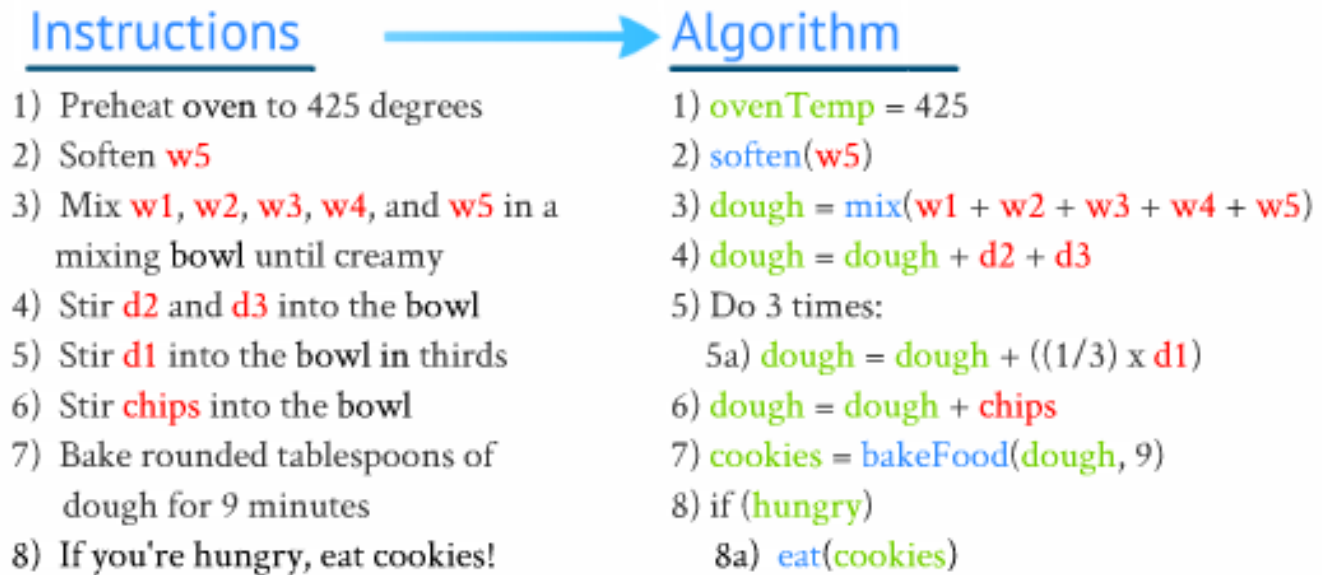 Instructions
1) Preheat oven to 425 degrees
2) Soften w5
3) Mix w1, w2, w3, w4, and w5 in a
mixing bowl until creamy
4) Stir d2 and d3 into the bowl
5) Stir d1 into the bowl in thirds
6) Stir chips into the bowl
7) Bake rounded tablespoons of
dough for 9 minutes
8) If you're hungry, eat cookies!
Algorithm
1) ovenTemp = 425
2) soften(w5)
3) dough = mix(w1 + w2 + w3 + w4 + w5)
4) dough = dough + d2 + d3
5) Do 3 times:
5a) dough = dough + ((1/3) x d1)
6) dough = dough + chips
7) cookies = bakeFood(dough, 9)
8) if (hungry)
8a) eat(cookies)